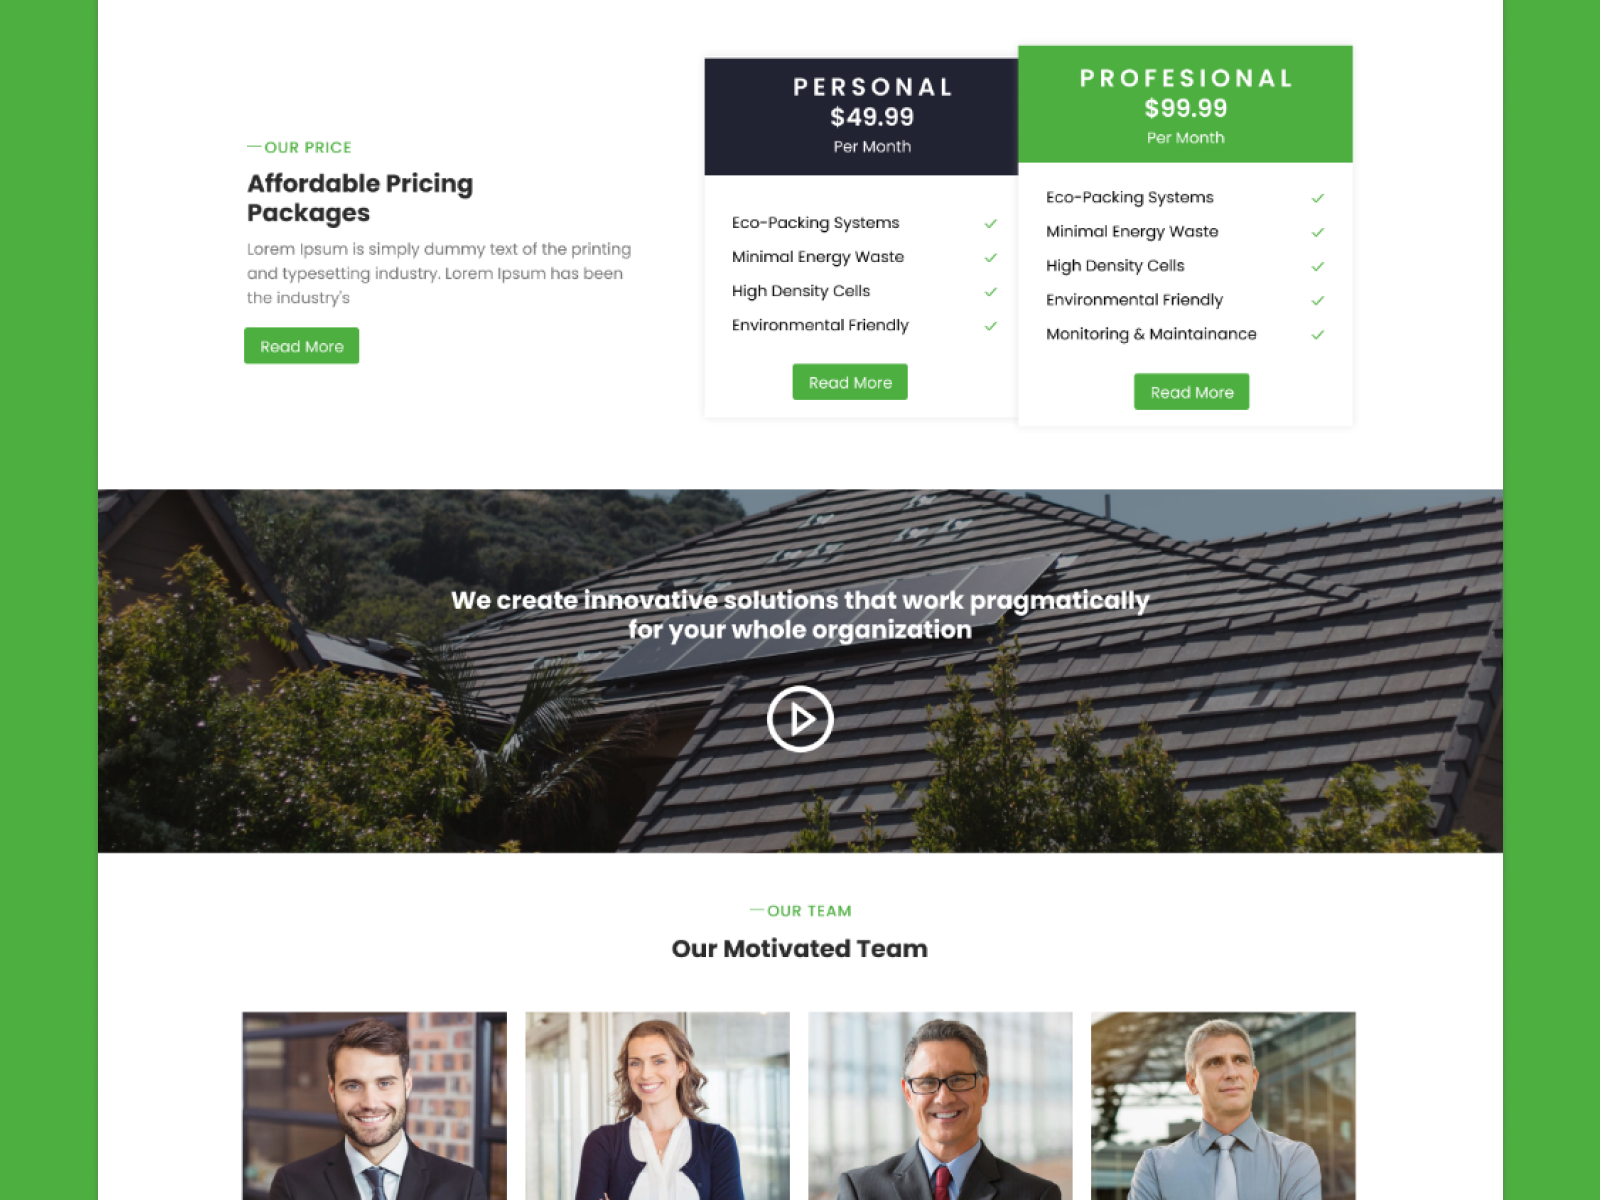 OUR PRICE
Affordable Pricing
Packages
Lorem Ipsum is simply dummy text of the printing
and typesetting industry. Lorem Ipsum has been
the industry's
Read More
PERSONAL
$49.99
Per Month
Eco-Packing Systems
Minimal Energy Waste
High Density Cells
Environmental Friendly
Read More
PROFESIONAL
$99.99
Per Month
Eco-Packing Systems
Minimal Energy Waste
High Density Cells
Environmental Friendly
Monitoring & Maintainance
Read More
We create innovative solutions that work pragmatically
for your whole organization
OUR TEAM
Our Motivated Team